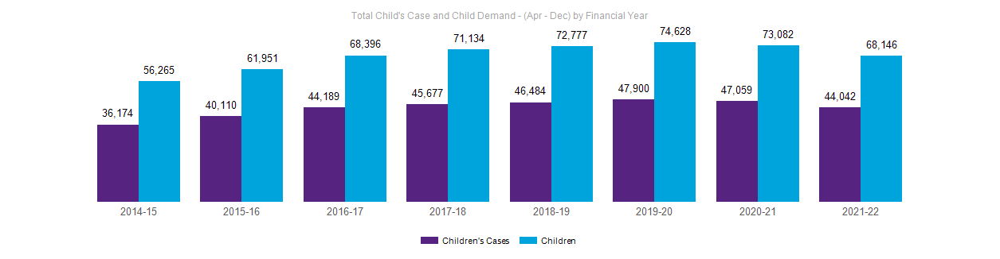 Total Child's Case and Child Demand - (Apr - Dec) by Financial Year
36,174 56,265 40,110 61,951 44,189 68,396 45,677 71,134 46,484 72,777 47,900 74,628 47,059 73,082 44,042 68,146
2014-15 2015-16 2016-17 2017-18 2018-19 2019-20 2020-21 2021-22
Children's Cases Children